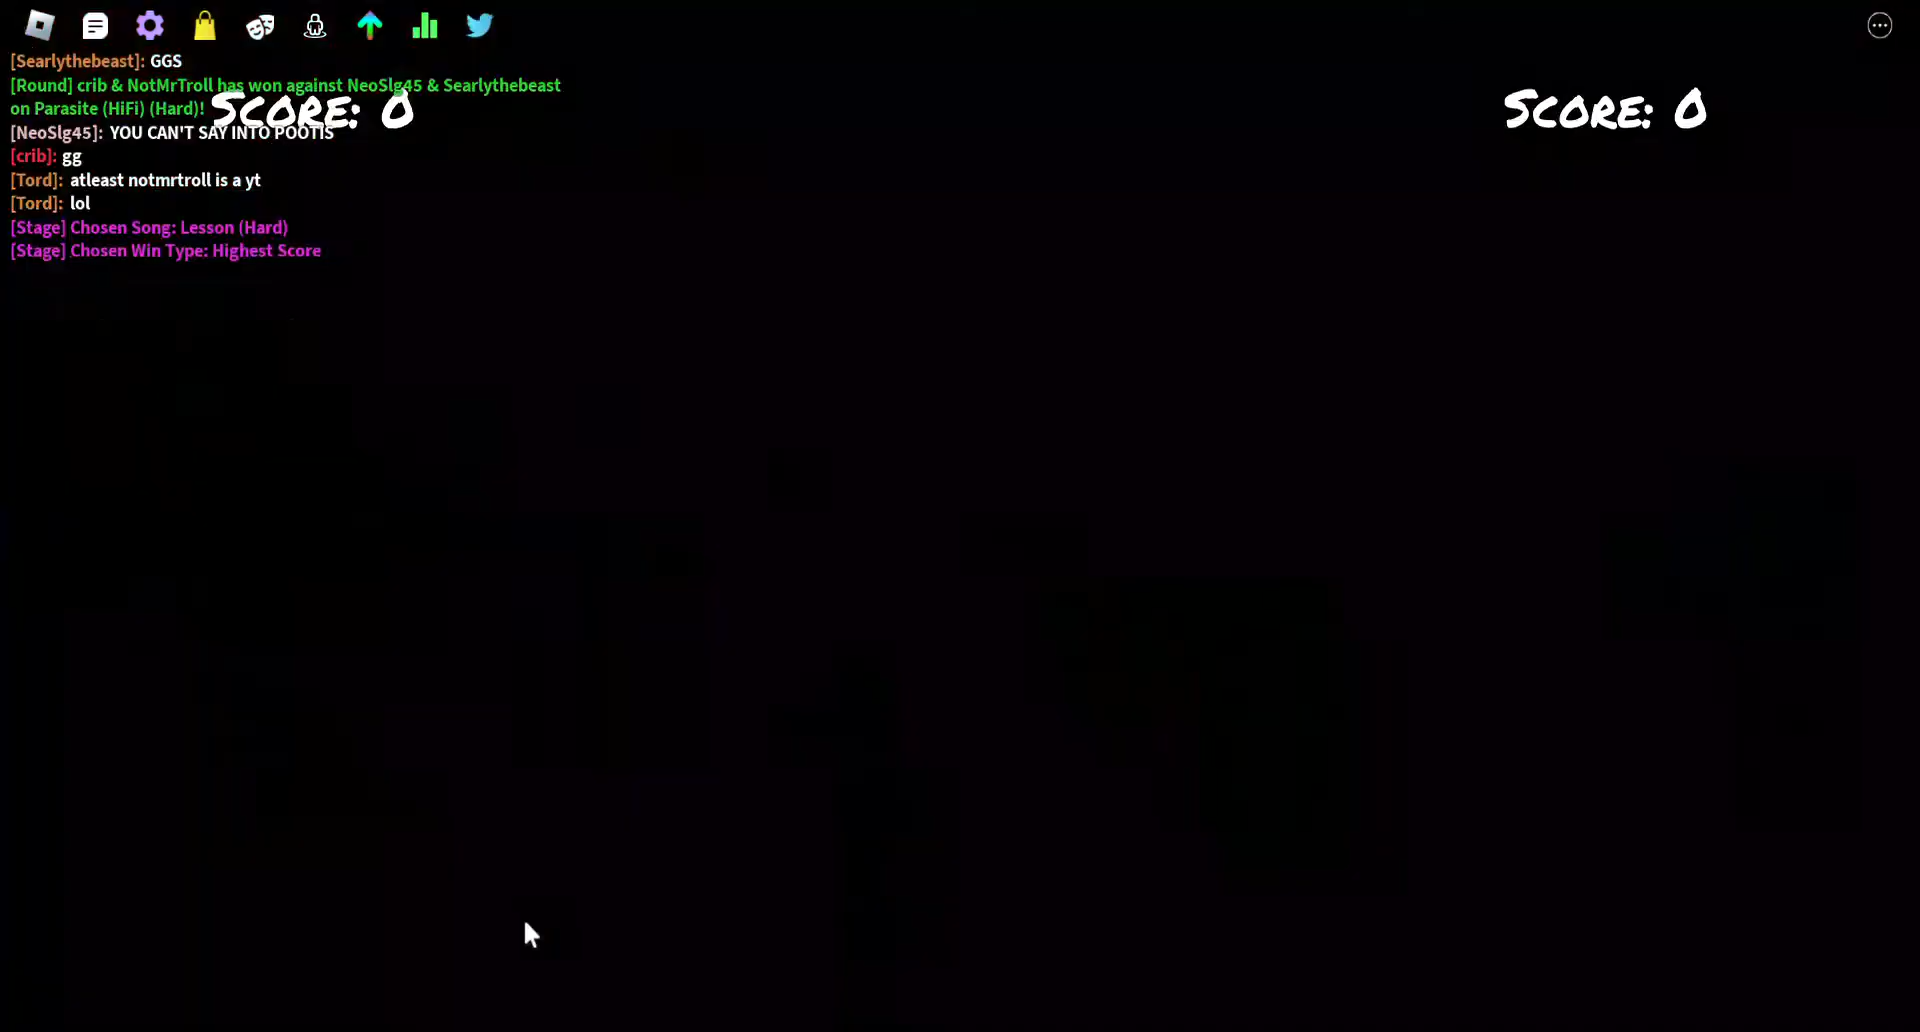 [Searlythebeast]: GGS
[Round] crib & NotMrTroll has won against NeoSlg45 & Searlythebeast
on Parasite (HiFi) (Hard)!
Score: 0
Score: 0
[NeoSlg45]: YOU CAN'T SAY INTO POOTIS
[crib]: gg
[Tord]: atleast notmrtroll is a yt
[Tord]: lol
[Stage] Chosen Song: Lesson (Hard)
[Stage] Chosen Win Type: Highest Score